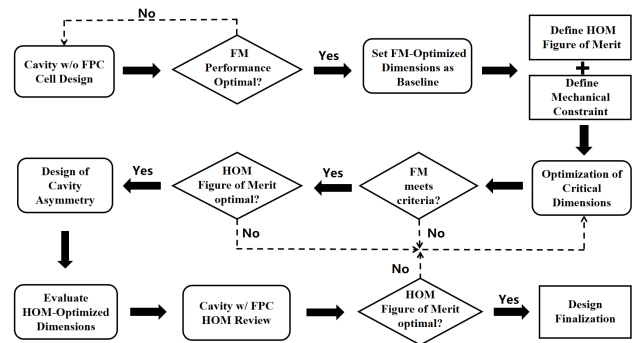 No
Cavity w/o FPC
Cell Design
FM
Performance
Optimal?
Yes
Set FM-Optimized
Dimensions as
Baseline
Define HOM
Figure of Merit
+
Define
Mechanical
Constraint
Optimization of
Critical
Dimensions
FM
meets
criteria?
No
Yes
HOM
Figure of Merit
optimal?
No
Yes
Design of
Cavity
Asymmetry
Evaluate
HOM-Optimized
Dimensions
Cavity w/ FPC
HOM Review
HOM
Figure of Merit
optimal?
No
Yes
Design
Finalization